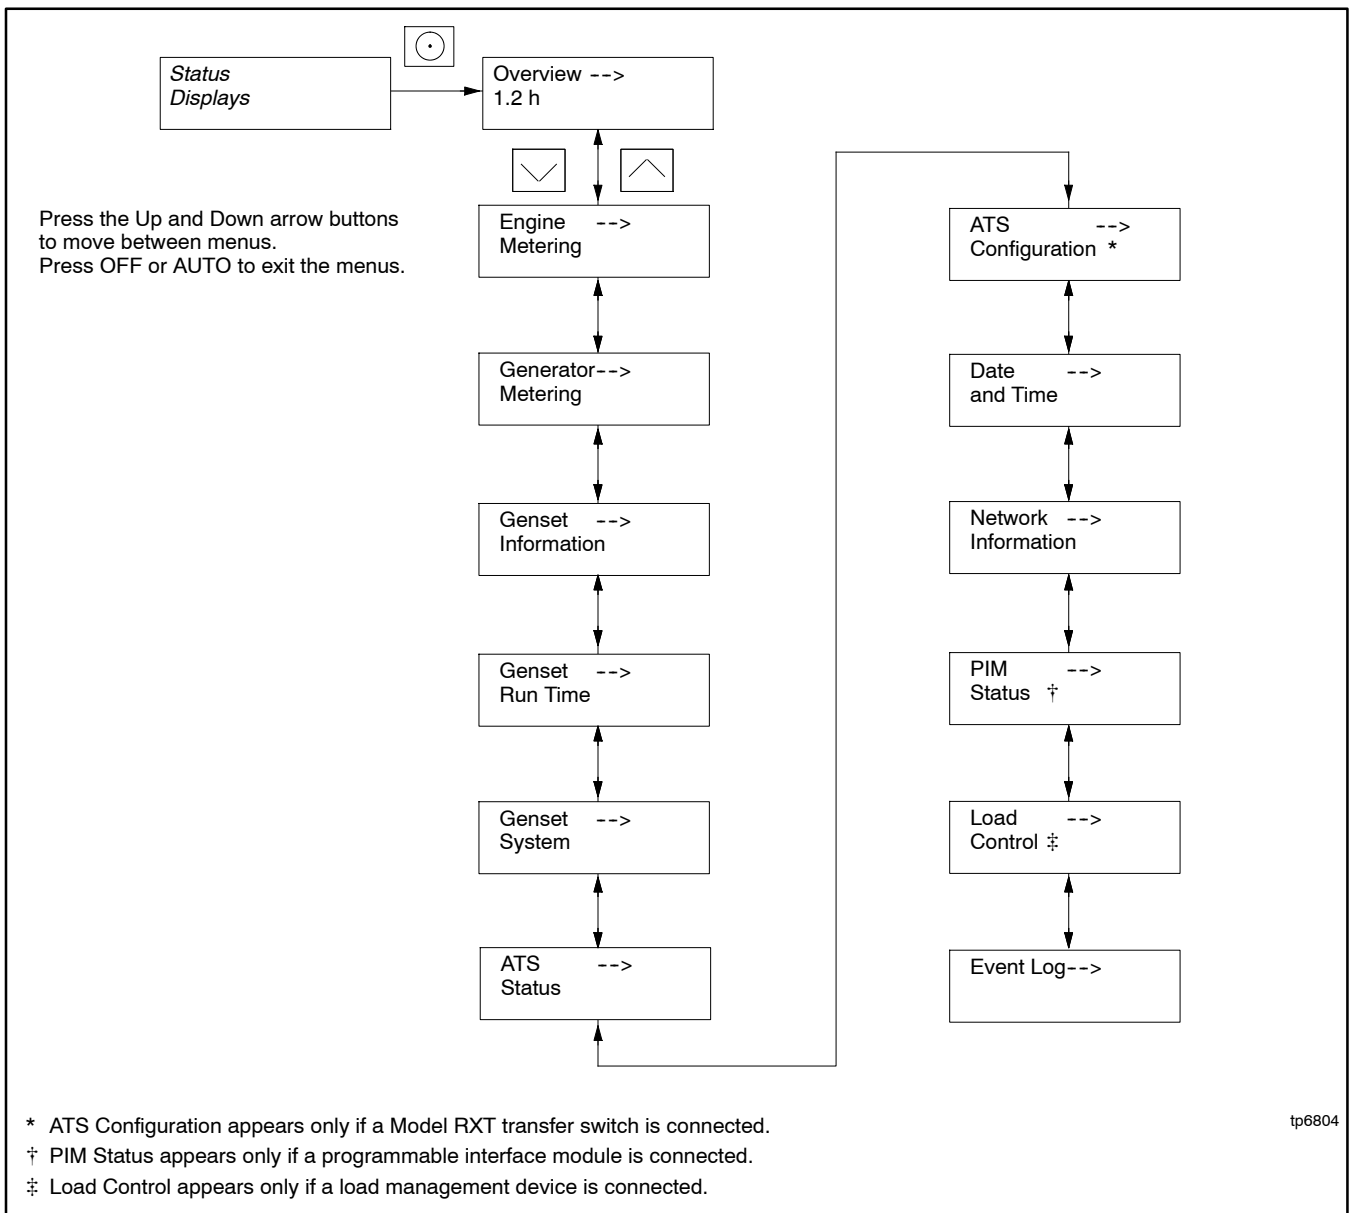 Status
Displays
Overview -->
1.2 h
Press the Up and Down arrow buttons
to move between menus.
Press OFF or AUTO to exit the menus.
Engine -->
Metering
Generator-->
Metering
Genset -->
Information
Genset -->
Run Time
Genset -->
System
ATS -->
Status
ATS -->
Configuration *
Date -->
and Time
Network -->
Information
PIM -->
Status †
Load -->
Control ‡
Event Log-->
* ATS Configuration appears only if a Model RXT transfer switch is connected.
† PIM Status appears only if a programmable interface module is connected.
‡ Load Control appears only if a load management device is connected.
tp6804